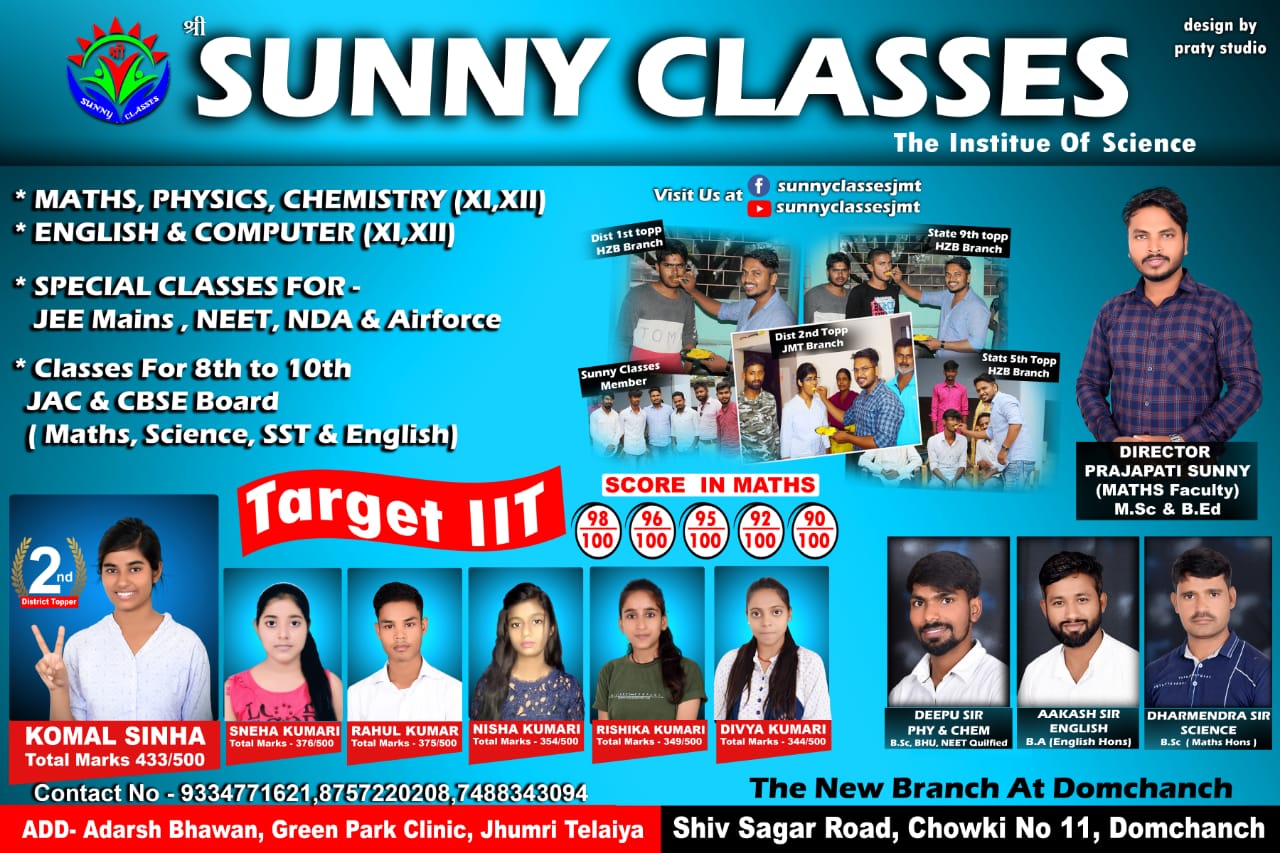 श्री
SUNNY CLASSES
The Institue Of Science
design by
praty studio
श्री
SUNNY CLASSES
* MATHS, PHYSICS, CHEMISTRY (XI,XII)
* ENGLISH & COMPUTER (XI,XII)
* SPECIAL CLASSES FOR -
JEE Mains , NEET, NDA & Airforce
* Classes For 8th to 10th
JAC & CBSE Board
( Maths, Science, SST & English)
Visit Us at
sunnyclassesjmt
sunnyclassesjmt
Dist 1st topp
HZB Branch
State 9th topp
HZB Branch
Dist 2nd Topp
JMT Branch
Sunny Classes
Member
Stats 5th Topp
HZB Branch
TOM
DIRECTOR
PRAJAPATI SUNNY
(MATHS Faculty)
M.Sc & B.Ed
Target IIT
SCORE IN MATHS
98 96 95 92 90
100 100 100 100 100
2nd
District Topper
KOMAL SINHA
Total Marks 433/500
SNEHA KUMARI
Total Marks - 376/500
RAHUL KUMAR
Total Marks - 375/500
NISHA KUMARI
Total Marks - 354/500
RISHIKA KUMARI
Total Marks - 349/500
DIVYA KUMARI
Total Marks - 344/500
DEEPU SIR
PHY & CHEM
B.Sc, BHU, NEET Quilfied
AAKASH SIR
ENGLISH
B.A (English Hons)
DHARMENDRA SIR
SCIENCE
B.Sc ( Maths Hons )
Contact No - 9334771621,8757220208,7488343094
The New Branch At Domchanch
ADD- Adarsh Bhawan, Green Park Clinic, Jhumri Telaiya
Shiv Sagar Road, Chowki No 11, Domchanch